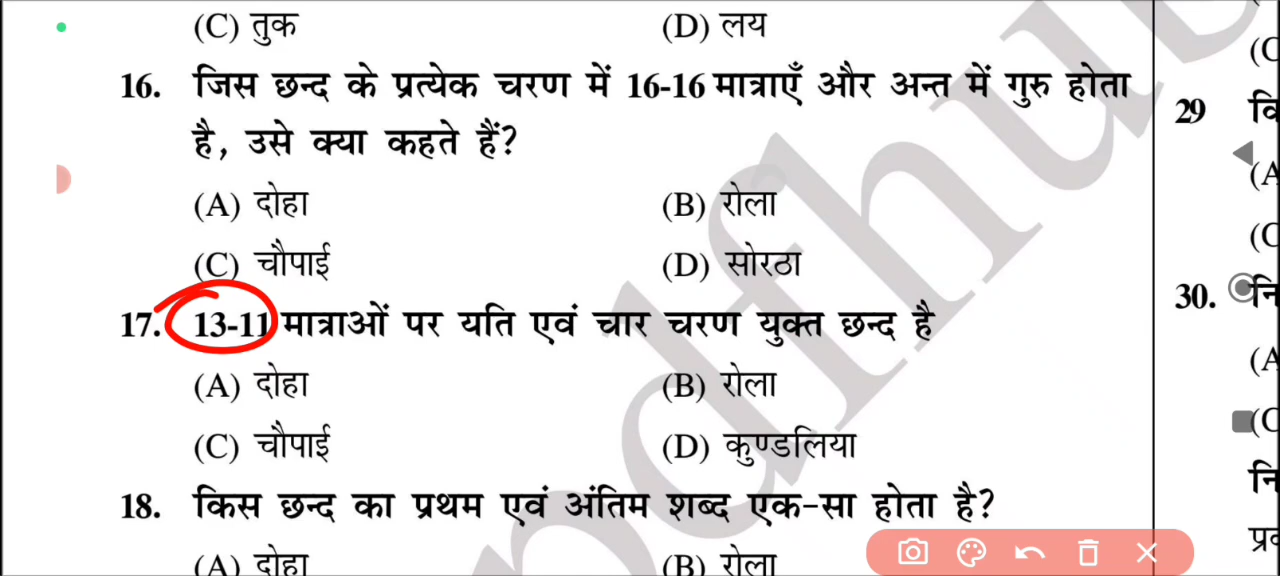 (C) तुक (D) लय
16. जिस छन्द के प्रत्येक चरण में 16-16 मात्राएँ और अन्त में गुरु होता
है, उसे क्या कहते हैं?
(A) दोहा (B) रोला
(C) चौपाई (D) सोरठा
17. 13-11 मात्राओं पर यति एवं चार चरण युक्त छन्द है
(A) दोहा (B) रोला
(C) चौपाई (D) कुण्डलिया
18. किस छन्द का प्रथम एवं अंतिम शब्द एक-सा होता है?
(A) दोहा (B) रोला
29
(A
(C
30.
(A
(C
pdfhub